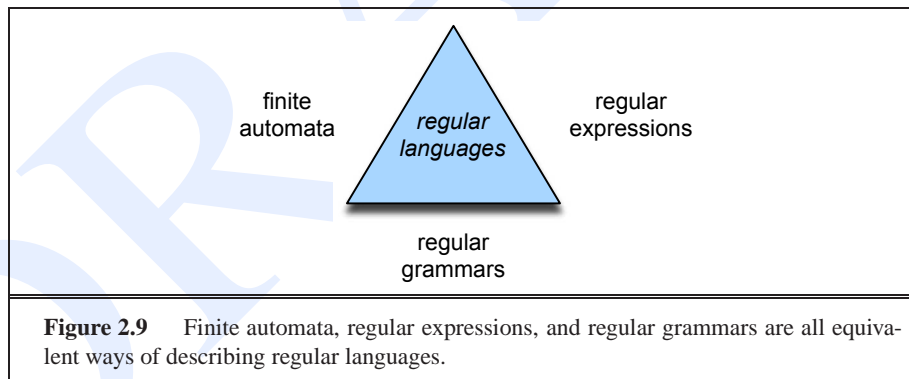 finite
automata
regular
expressions
regular
languages
regular
grammars
Figure 2.9 Finite automata, regular expressions, and regular grammars are all equiva-
lent ways of describing regular languages.